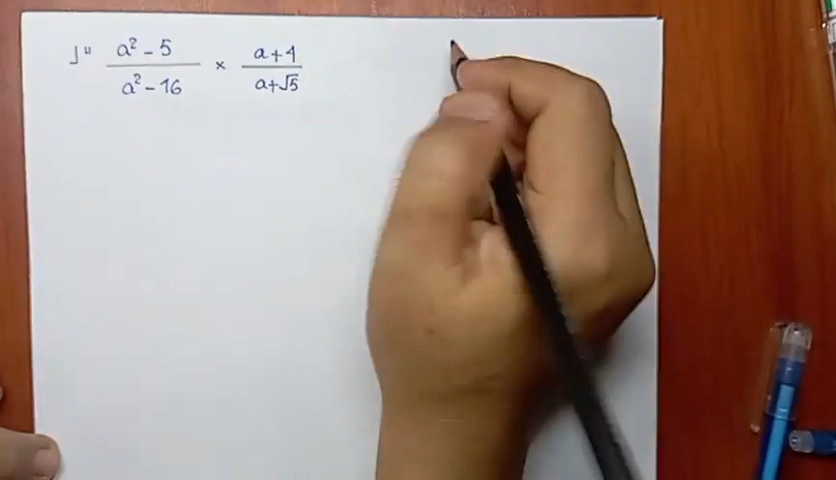 ا" (a² - 5)/(a² - 16) × (a + 4)/(a + √5)